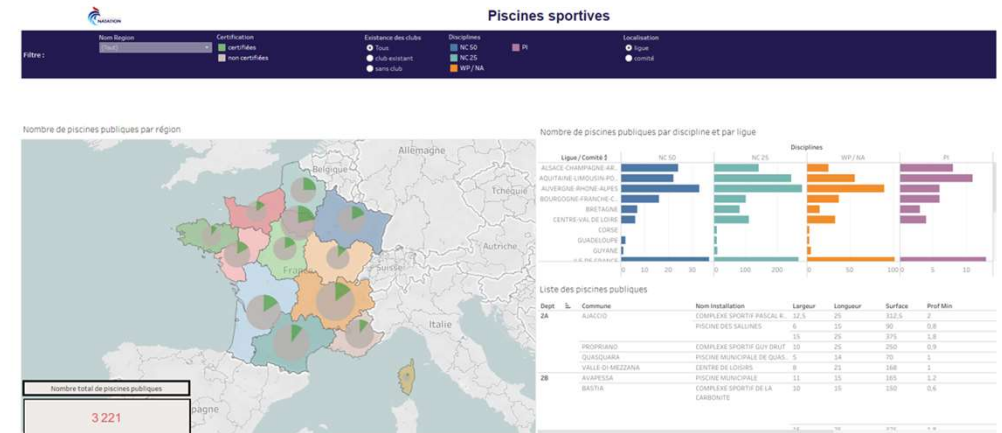 NATATION
Piscines sportives
Filtre :
Nom Region
(Tout)
Certification
certifiées
non certifiées
Existance des clubs
Tous
club existant
sans club
Disciplines
NC 50
NC 25
WP / NA
PI
Localisation
ligue
comité
Nombre de piscines publiques par région
Allemagne
Belgique
Tchéquie
Autriche
Suisse
France
Italie
Nombre total de piscines publiques
3 221
Nombre de piscines publiques par discipline et par ligue
Disciplines
Ligue / Comité NC 50 NC 25 WP / NA PI
ALSACE-CHAMPAGNE-AR..
AQUITAINE-LIMOUSIN-PO..
AUVERGNE-RHONE-ALPES
BOURGOGNE-FRANCHE-C..
BRETAGNE
CENTRE-VAL DE LOIRE
CORSE
GUADELOUPE
GUYANE
ILE DE FRANCE
0 10 20 30 0 100 200 0 50 100 0 5 10
Liste des piscines publiques
Dept Commune Nom Installation Largeur Longueur Surface Prof Min
2A AJACCIO COMPLEXE SPORTIF PASCAL R.. 12,5 25 312,5 2
PISCINE DES SALLINES 6 15 90 0,8
15 25 375 1,8
PROPRIANO COMPLEXE SPORTIF GUY DRUT 10 25 250 0,9
QUASQUARA PISCINE MUNICIPALE DE QUAS.. 5 14 70 1
VALLE-DI-MEZZANA CENTRE DE LOISIRS 8 21 168 1
2B AVAPESSA PISCINE MUNICIPALE 11 15 165 1,2
BASTIA COMPLEXE SPORTIF DE LA 10 15 150 0,6
CARBONITE